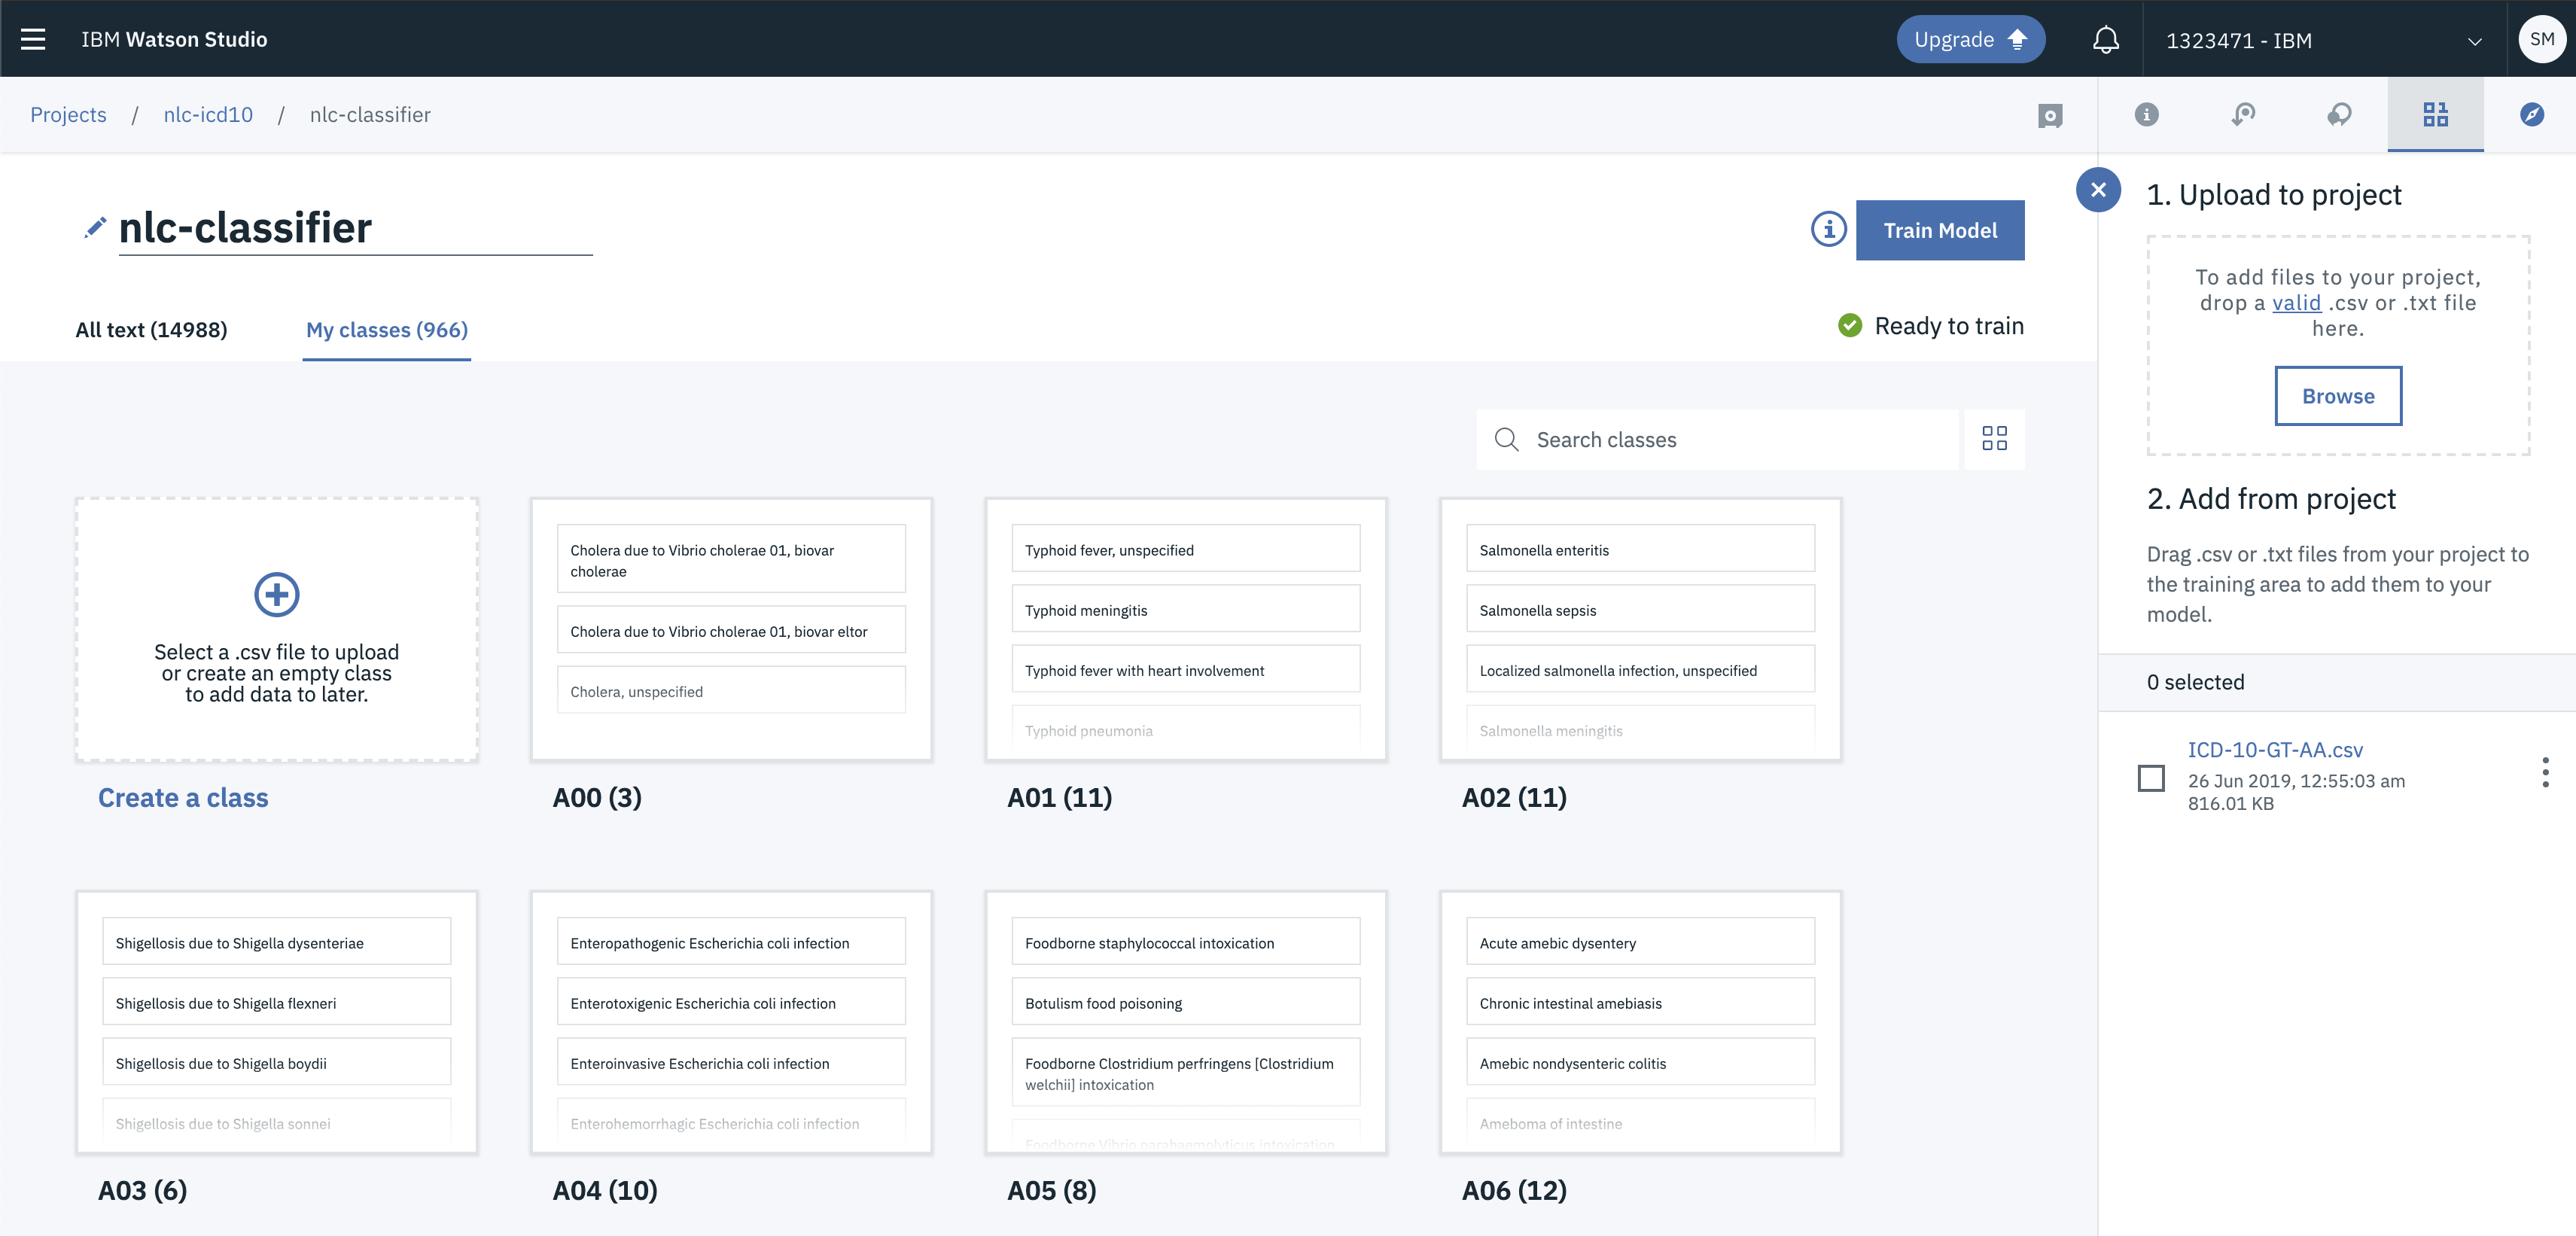 IBM Watson Studio
Upgrade
1323471 - IBM
SM
Projects / nlc-icd10 / nlc-classifier
nlc-classifier
Train Model
All text (14988)
My classes (966)
Ready to train
Search classes
Select a .csv file to upload
or create an empty class
to add data to later.
Create a class
Cholera due to Vibrio cholerae 01, biovar
cholerae
Cholera due to Vibrio cholerae 01, biovar eltor
Cholera, unspecified
A00 (3)
Typhoid fever, unspecified
Typhoid meningitis
Typhoid fever with heart involvement
Typhoid pneumonia
A01 (11)
Salmonella enteritis
Salmonella sepsis
Localized salmonella infection, unspecified
Salmonella meningitis
A02 (11)
Shigellosis due to Shigella dysenteriae
Shigellosis due to Shigella flexneri
Shigellosis due to Shigella boydii
Shigellosis due to Shigella sonnei
A03 (6)
Enteropathogenic Escherichia coli infection
Enterotoxigenic Escherichia coli infection
Enteroinvasive Escherichia coli infection
Enterohemorrhagic Escherichia coli infection
A04 (10)
Foodborne staphylococcal intoxication
Botulism food poisoning
Foodborne Clostridium perfringens [Clostridium
welchii] intoxication
Foodborne Vibrio parahaemolyticus intoxication
A05 (8)
Acute amebic dysentery
Chronic intestinal amebiasis
Amebic nondysenteric colitis
Ameboma of intestine
A06 (12)
1. Upload to project
To add files to your project,
drop a valid .csv or .txt file
here.
Browse
2. Add from project
Drag .csv or .txt files from your project to
the training area to add them to your
model.
0 selected
ICD-10-GT-AA.csv
26 Jun 2019, 12:55:03 am
816.01 KB